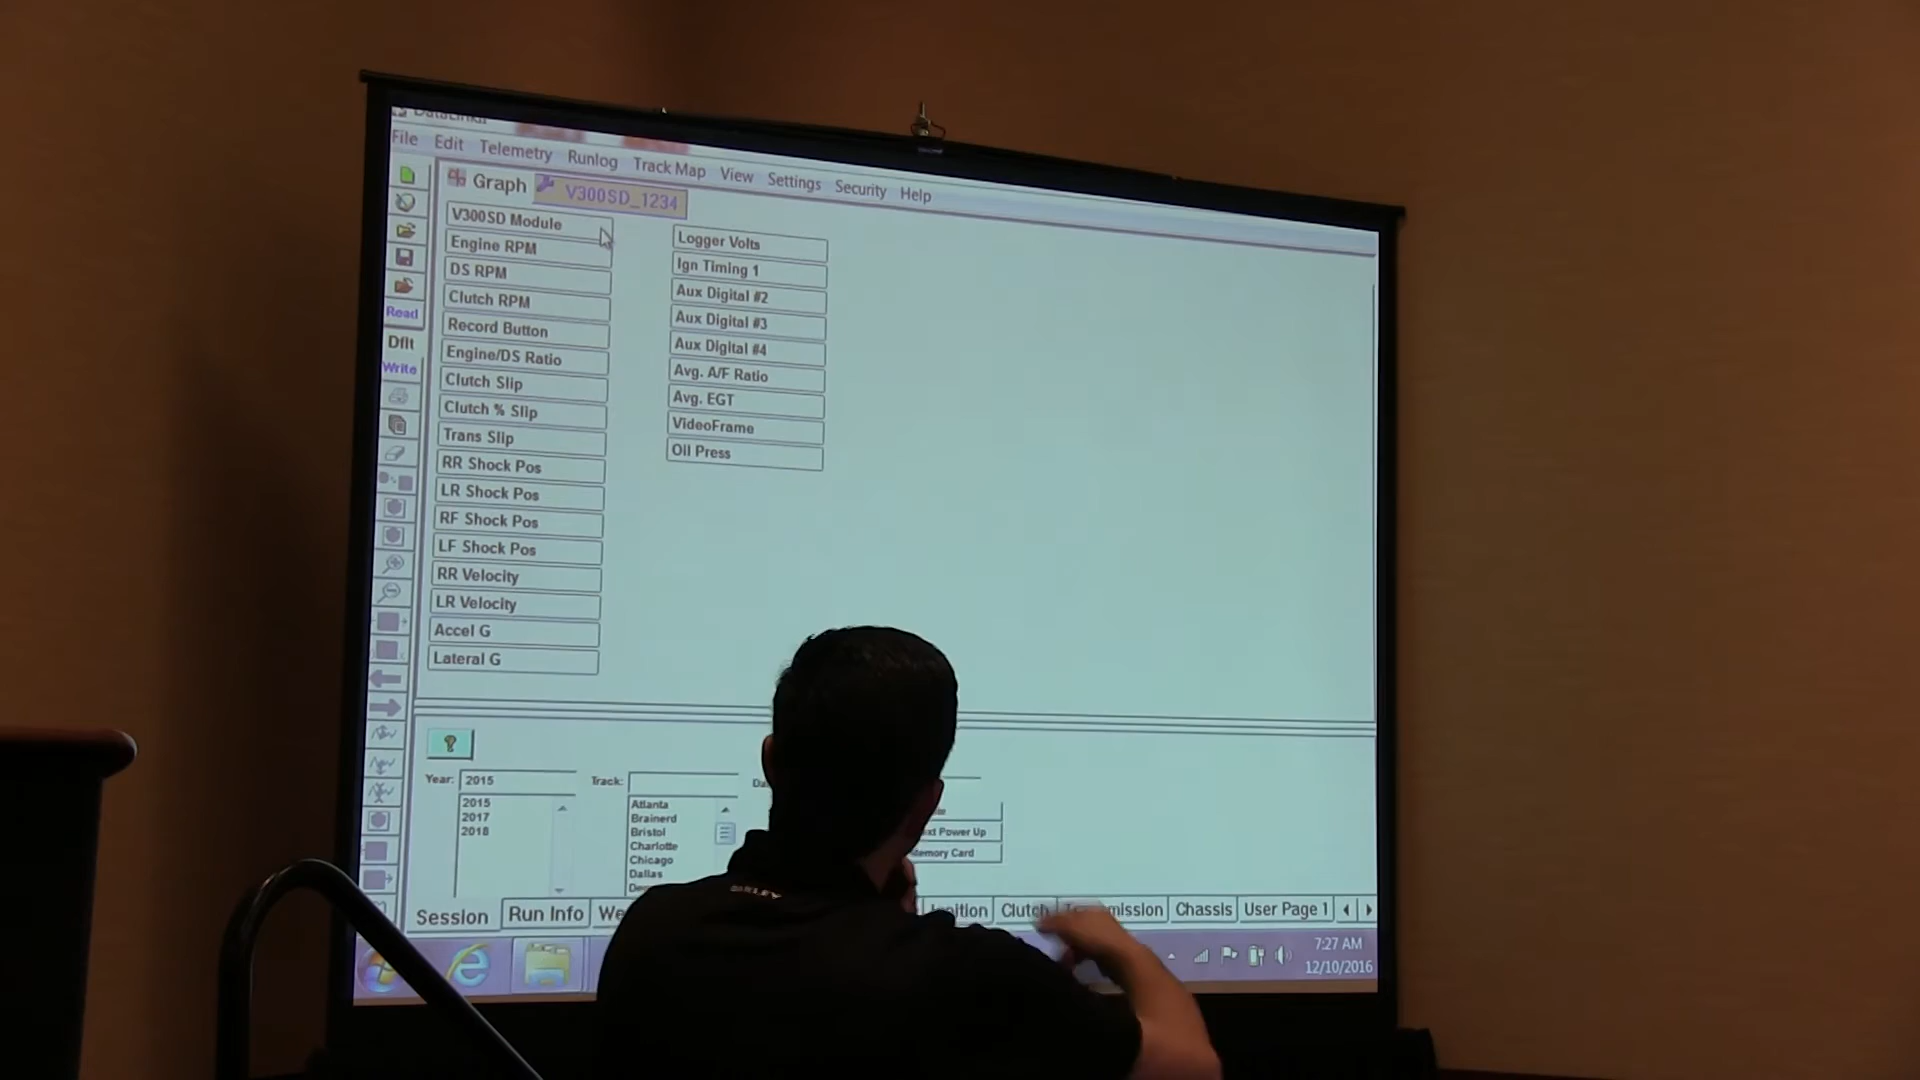 DataLinkII
File Edit Telemetry Runlog Track Map View Settings Security Help
Graph V300SD_1234
V300SD Module
Engine RPM
DS RPM
Clutch RPM
Record Button
Engine/DS Ratio
Clutch Slip
Clutch % Slip
Trans Slip
RR Shock Pos
LR Shock Pos
RF Shock Pos
LF Shock Pos
RR Velocity
LR Velocity
Accel G
Lateral G
Logger Volts
Ign Timing 1
Aux Digital #2
Aux Digital #3
Aux Digital #4
Avg. A/F Ratio
Avg. EGT
VideoFrame
Oil Press
Read
Dflt
Write
Year: 2015
2015
2017
2018
Track:
Atlanta
Brainerd
Bristol
Charlotte
Chicago
Dallas
Power Up
Memory Card
Session Run Info Ignition Clutch Transmission Chassis User Page 1
7:27 AM
12/10/2016